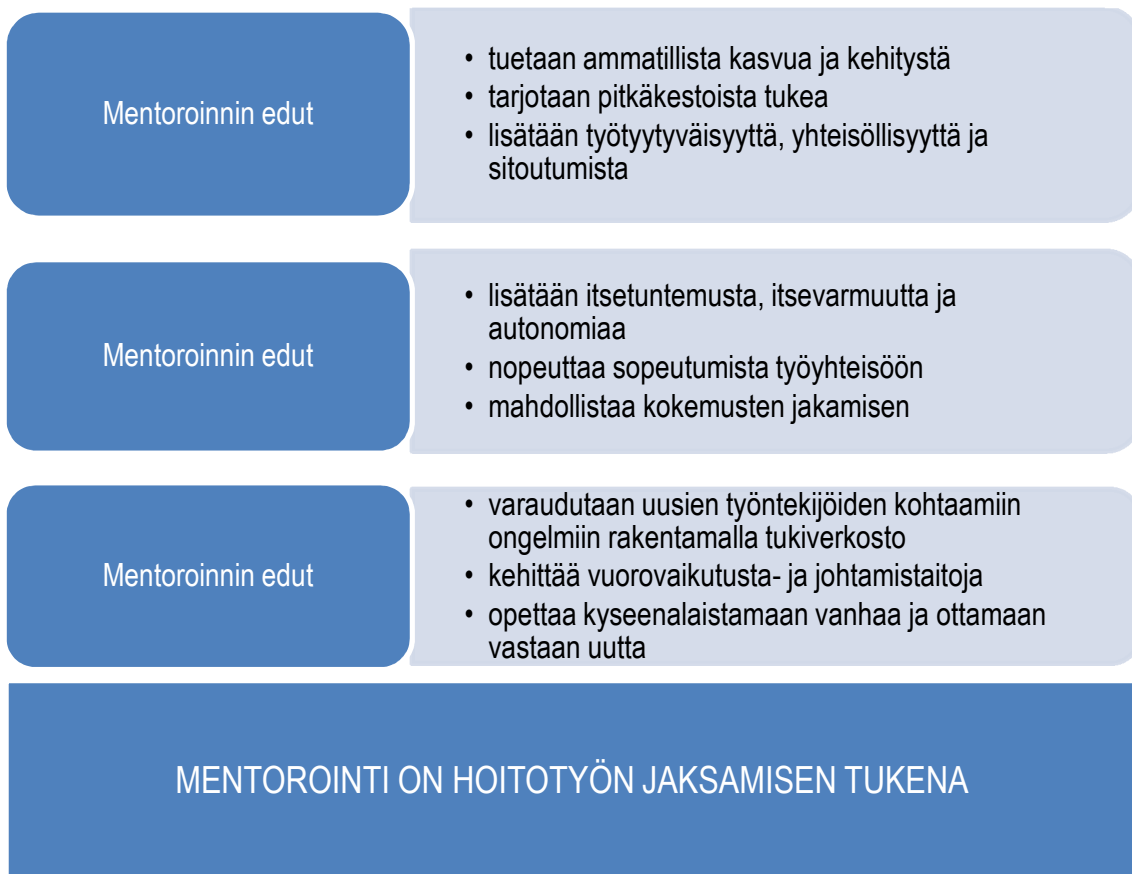 Mentoroinnin edut
• tuetaan ammatillista kasvua ja kehitystä
• tarjotaan pitkäkestoista tukea
• lisätään työtyytyväisyyttä, yhteisöllisyyttä ja
sitoutumista
Mentoroinnin edut
• lisätään itsetuntemusta, itsevarmuutta ja
autonomiaa
• nopeuttaa sopeutumista työyhteisöön
• mahdollistaa kokemusten jakamisen
Mentoroinnin edut
• varaudutaan uusien työntekijöiden kohtaamiin
ongelmiin rakentamalla tukiverkosto
• kehittää vuorovaikutusta- ja johtamistaitoja
• opettaa kyseenalaistamaan vanhaa ja ottamaan
vastaan uutta
MENTOROINTI ON HOITOTYÖN JAKSAMISEN TUKENA